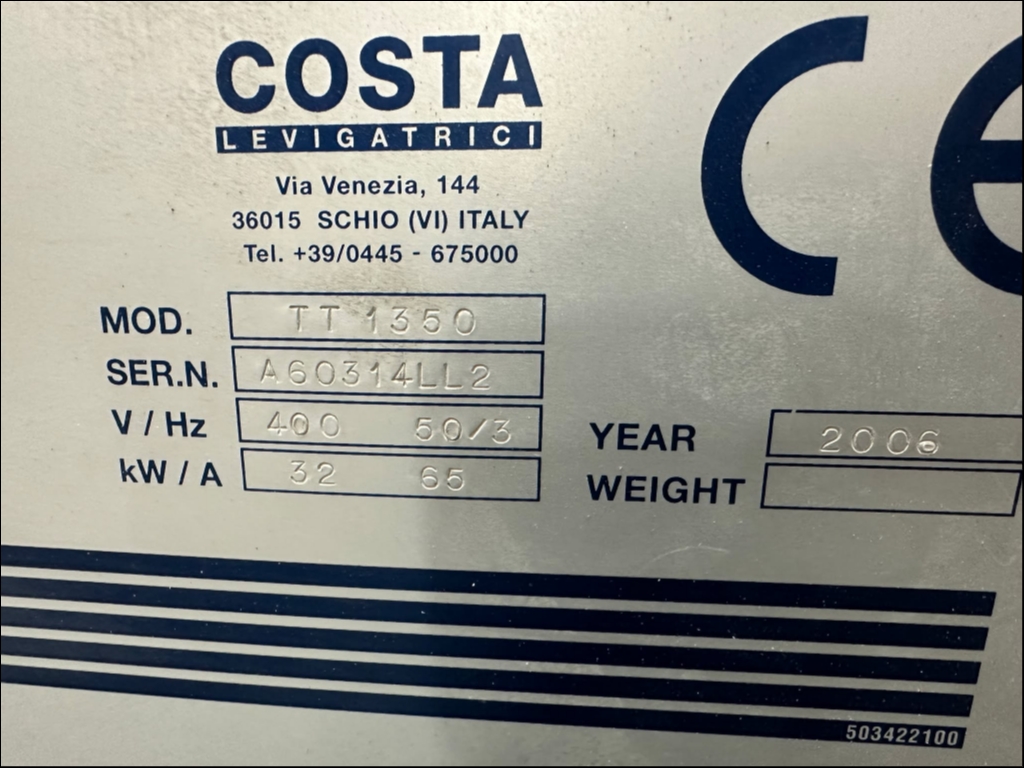 COSTA
LEVIGATRICI
Via Venezia, 144
36015 SCHIO (VI) ITALY
Tel. +39/0445 - 675000
CE
MOD. TT 1350
SER.N. A60314LL2
V / Hz 400 50/3
kW / A 32 65
YEAR 2006
WEIGHT
503422100